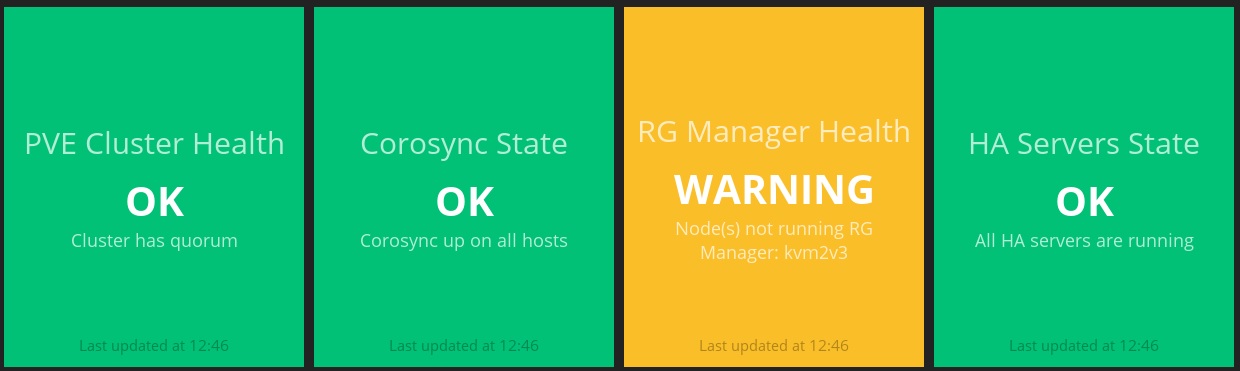 PVE Cluster Health
OK
Cluster has quorum
Last updated at 12:46
Corosync State
OK
Corosync up on all hosts
Last updated at 12:46
RG Manager Health
WARNING
Node(s) not running RG
Manager: kvm2v3
Last updated at 12:46
HA Servers State
OK
All HA servers are running
Last updated at 12:46